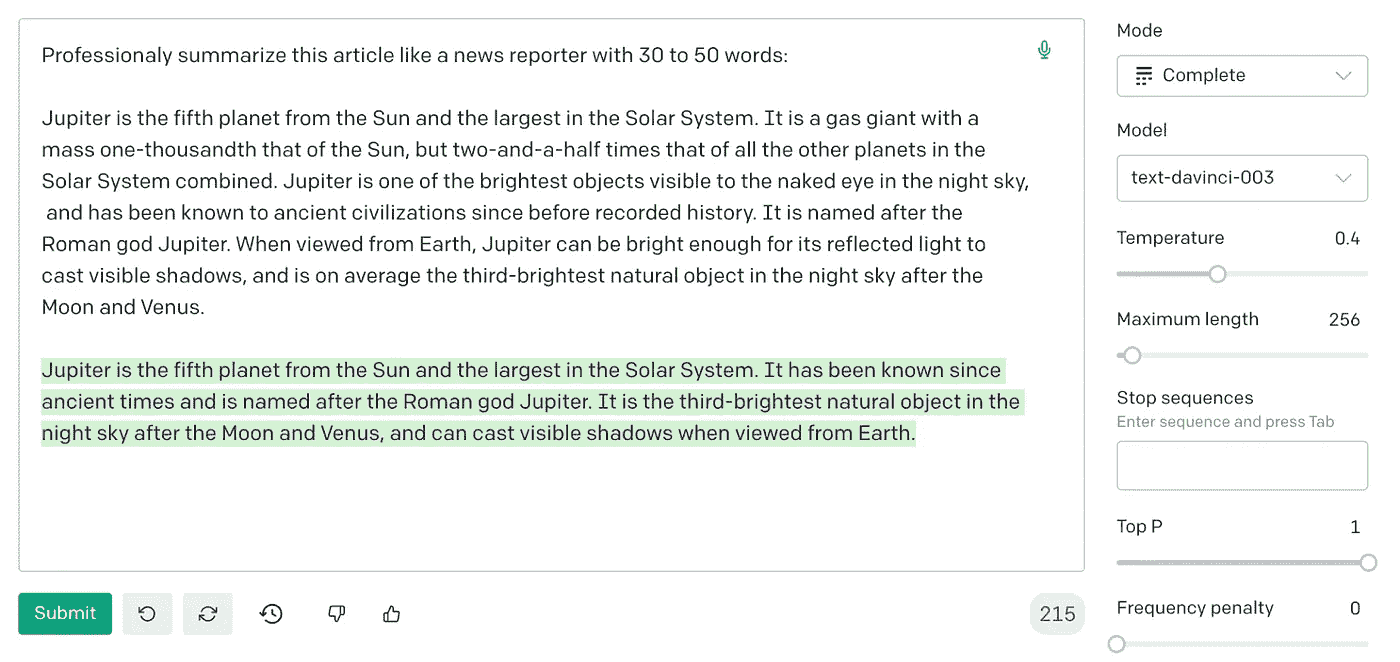 Professionaly summarize this article like a news reporter with 30 to 50 words:
Jupiter is the fifth planet from the Sun and the largest in the Solar System. It is a gas giant with a
mass one-thousandth that of the Sun, but two-and-a-half times that of all the other planets in the
Solar System combined. Jupiter is one of the brightest objects visible to the naked eye in the night sky,
and has been known to ancient civilizations since before recorded history. It is named after the
Roman god Jupiter. When viewed from Earth, Jupiter can be bright enough for its reflected light to
cast visible shadows, and is on average the third-brightest natural object in the night sky after the
Moon and Venus.
Jupiter is the fifth planet from the Sun and the largest in the Solar System. It has been known since
ancient times and is named after the Roman god Jupiter. It is the third-brightest natural object in the
night sky after the Moon and Venus, and can cast visible shadows when viewed from Earth.
Submit
215
Mode
Complete
Model
text-davinci-003
Temperature 0.4
Maximum length 256
Stop sequences
Enter sequence and press Tab
Top P 1
Frequency penalty 0